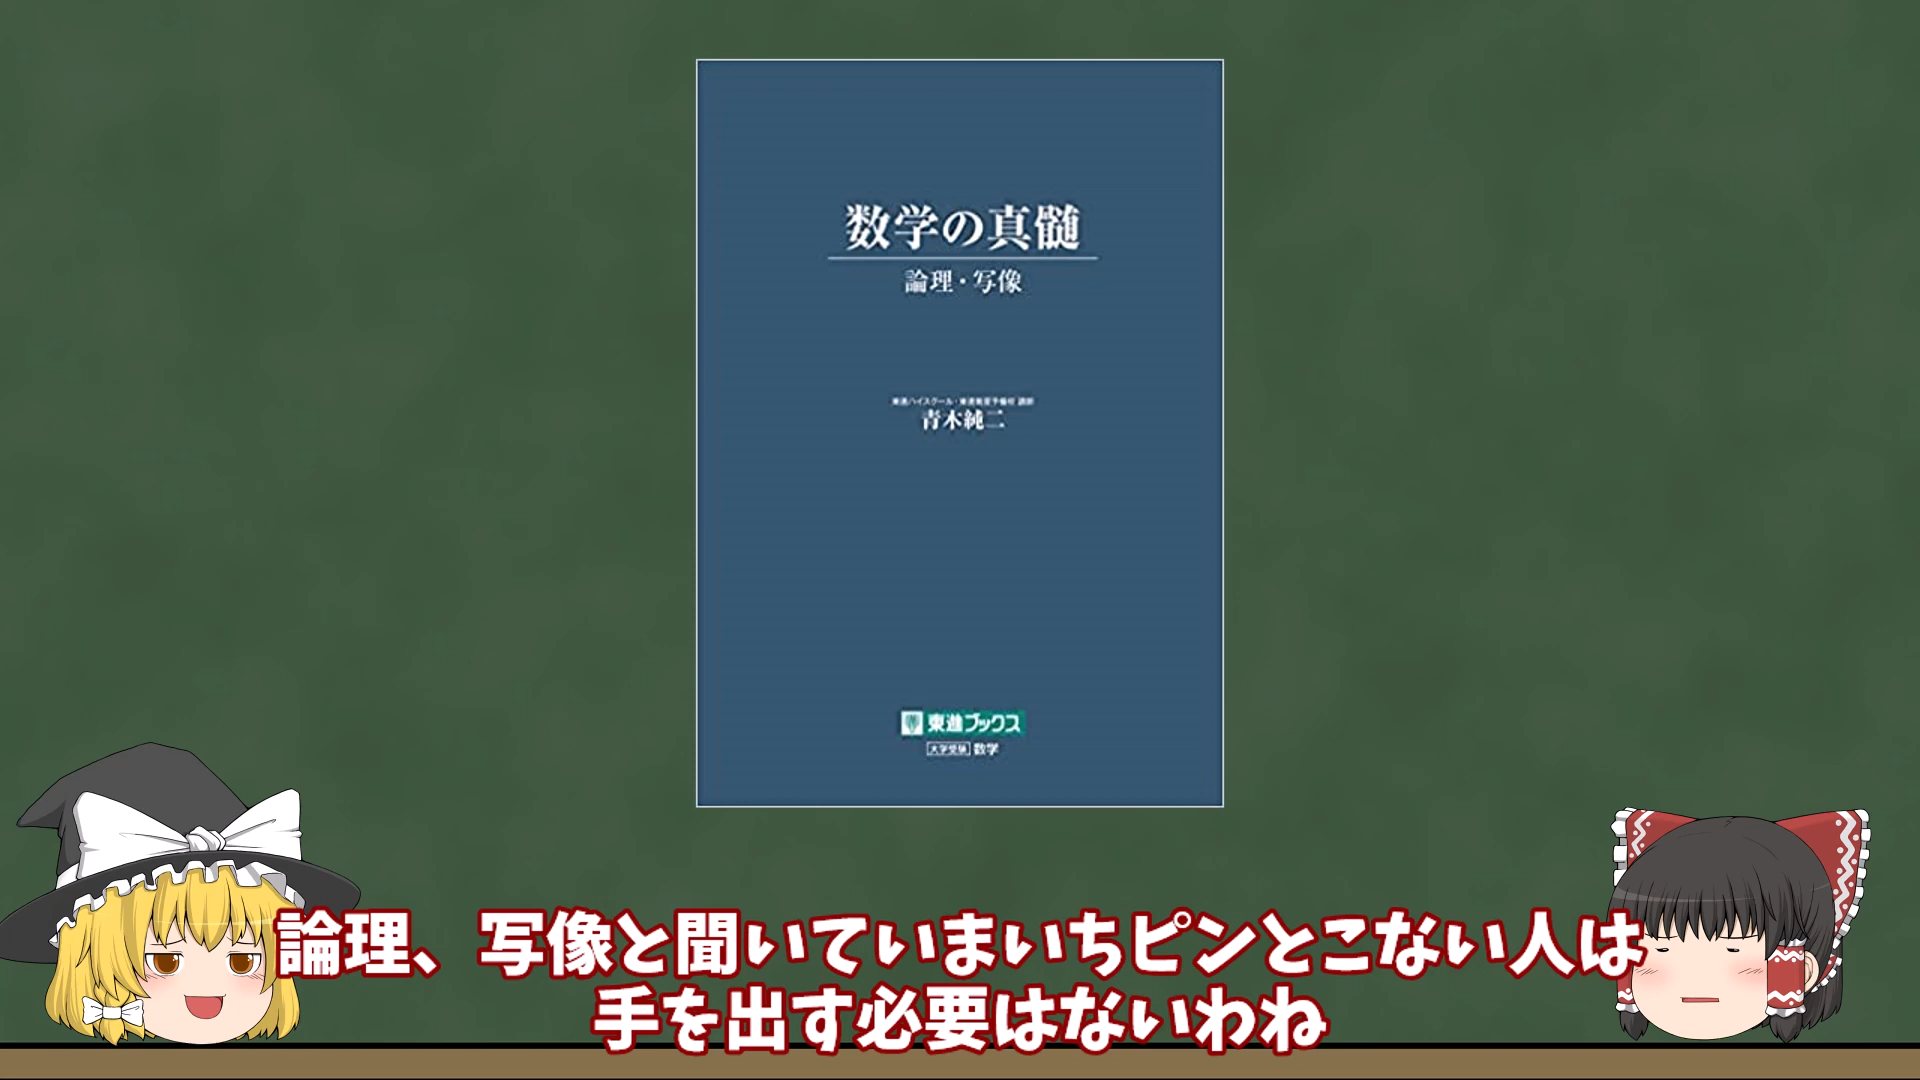 数学の真髄
論理・写像
東進ハイスクール・東進衛星予備校 講師
青木純二
東進ブックス
大学受験 数学
論理、写像と聞いていまいちピンとこない人は
手を出す必要はないわね